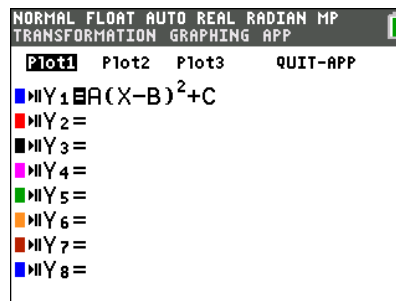 NORMAL FLOAT AUTO REAL RADIAN MP
TRANSFORMATION GRAPHING APP
Plot1 Plot2 Plot3 QUIT-APP
Y1=A(X-B)²+C
Y2=
Y3=
Y4=
Y5=
Y6=
Y7=
Y8=